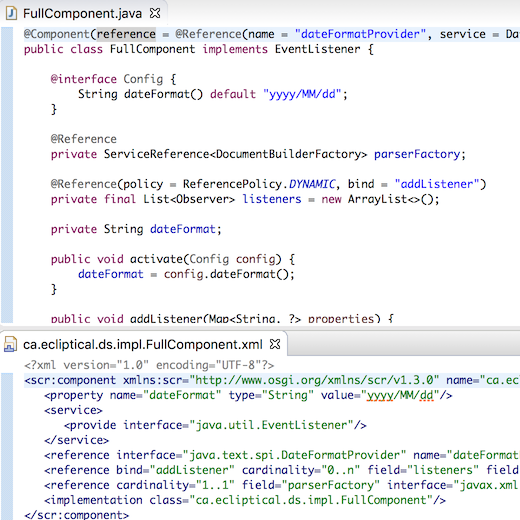 FullComponent.java
@Component(reference = @Reference(name = "dateFormatProvider", service = Da
public class FullComponent implements EventListener {
@interface Config {
String dateFormat() default "yyyy/MM/dd";
}
@Reference
private ServiceReference<DocumentBuilderFactory> parserFactory;
@Reference(policy = ReferencePolicy.DYNAMIC, bind = "addListener")
private final List<Observer> listeners = new ArrayList<>();
private String dateFormat;
public void activate(Config config) {
dateFormat = config.dateFormat();
}
public void addListener(Map<String, ?> properties) {
ca.ecliptical.ds.impl.FullComponent.xml
<?xml version="1.0" encoding="UTF-8"?>
<scr:component xmlns:scr="http://www.osgi.org/xmlns/scr/v1.3.0" name="ca.ec
<property name="dateFormat" type="String" value="yyyy/MM/dd"/>
<service>
<provide interface="java.util.EventListener"/>
</service>
<reference interface="java.text.spi.DateFormatProvider" name="dateFormat
<reference bind="addListener" cardinality="0..n" field="listeners" field
<reference cardinality="1..1" field="parserFactory" interface="javax.xml
<implementation class="ca.ecliptical.ds.impl.FullComponent"/>
</scr:component>